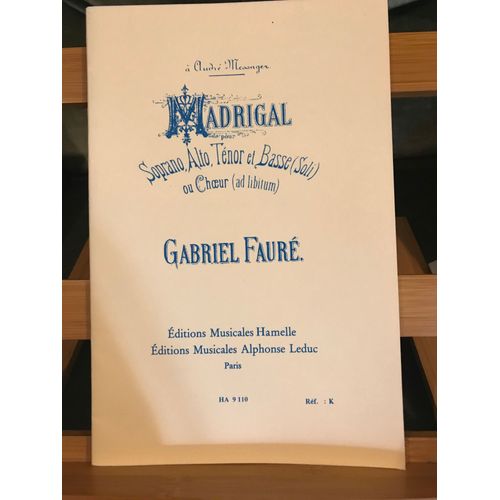 à André Messager
MADRIGAL
pour
Soprano, Alto, Ténor et Basse (Soli)
ou Chœur (ad libitum)
GABRIEL FAURÉ.
Éditions Musicales Hamelle
Éditions Musicales Alphonse Leduc
Paris
HA 9 110 Réf. : K